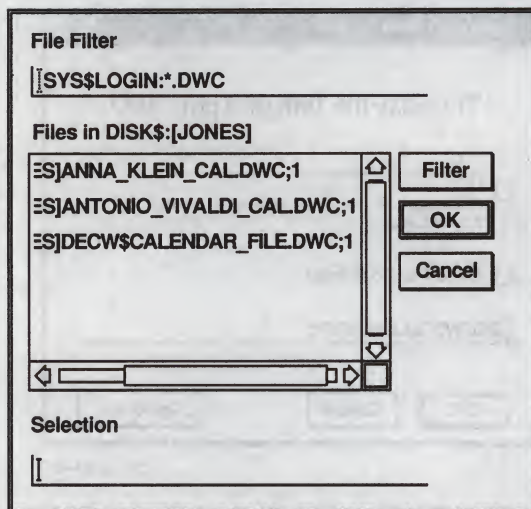 File Filter
SYS$LOGIN:*.DWC
Files in DISK$:[JONES]
ES]ANNA_KLEIN_CAL.DWC;1
ES]ANTONIO_VIVALDI_CAL.DWC;1
ES]DECW$CALENDAR_FILE.DWC;1
Filter
OK
Cancel
Selection